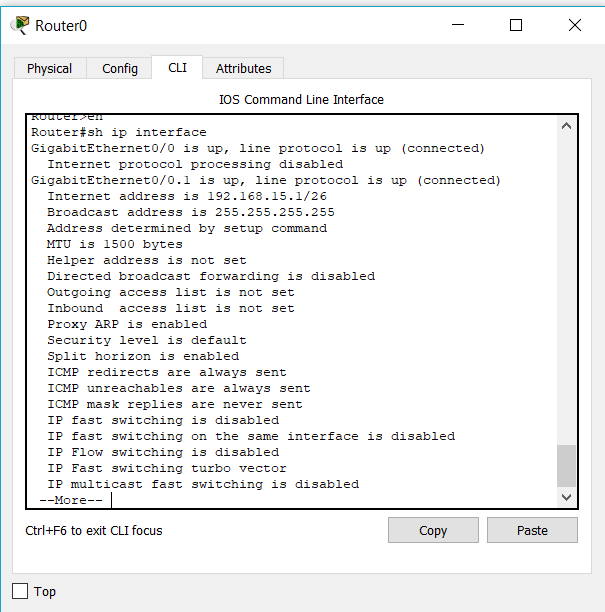 Router0
Physical
Config
CLI
Attributes
IOS Command Line Interface
Router>en
Router#sh ip interface
GigabitEthernet0/0 is up, line protocol is up (connected)
  Internet protocol processing disabled
GigabitEthernet0/0.1 is up, line protocol is up (connected)
  Internet address is 192.168.15.1/26
  Broadcast address is 255.255.255.255
  Address determined by setup command
  MTU is 1500 bytes
  Helper address is not set
  Directed broadcast forwarding is disabled
  Outgoing access list is not set
  Inbound  access list is not set
  Proxy ARP is enabled
  Security level is default
  Split horizon is enabled
  ICMP redirects are always sent
  ICMP unreachables are always sent
  ICMP mask replies are never sent
  IP fast switching is disabled
  IP fast switching on the same interface is disabled
  IP Flow switching is disabled
  IP Fast switching turbo vector
  IP multicast fast switching is disabled
 --More--
Ctrl+F6 to exit CLI focus
Copy
Paste
Top